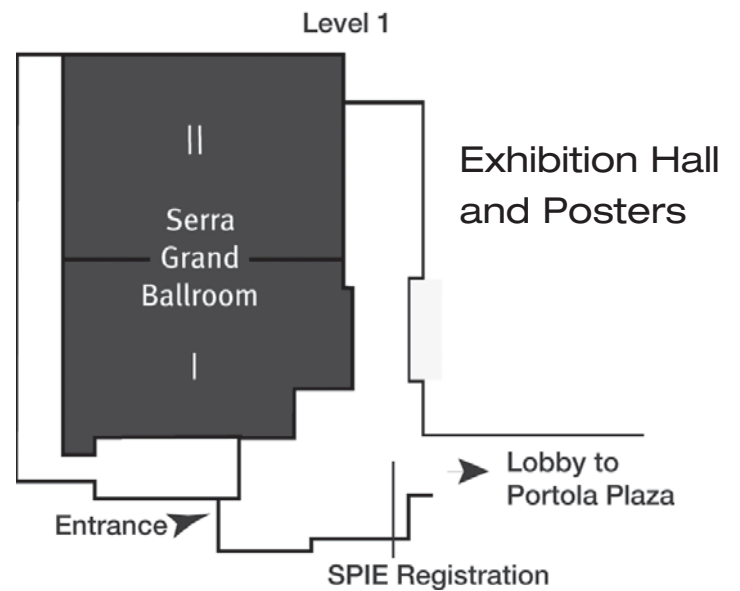 Level 1
II
Exhibition Hall
and Posters
Serra
Grand
Ballroom
I
Lobby to
Portola Plaza
Entrance
SPIE Registration